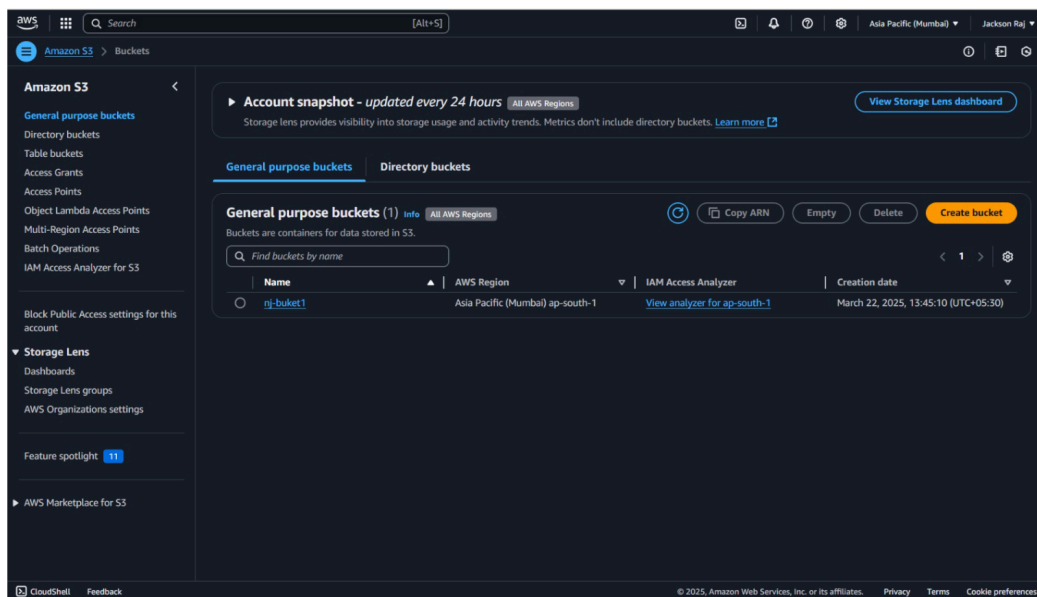 aws Search [Alt+S] Asia Pacific (Mumbai) Jackson Raj
Amazon S3 > Buckets
Amazon S3
General purpose buckets
Directory buckets
Table buckets
Access Grants
Access Points
Object Lambda Access Points
Multi-Region Access Points
Batch Operations
IAM Access Analyzer for S3
Block Public Access settings for this
account
Storage Lens
Dashboards
Storage Lens groups
AWS Organizations settings
Feature spotlight 11
AWS Marketplace for S3
Account snapshot - updated every 24 hours All AWS Regions View Storage Lens dashboard
Storage lens provides visibility into storage usage and activity trends. Metrics don't include directory buckets. Learn more
General purpose buckets Directory buckets
General purpose buckets (1) Info All AWS Regions Copy ARN Empty Delete Create bucket
Buckets are containers for data stored in S3.
Find buckets by name < 1 >
Name AWS Region IAM Access Analyzer Creation date
nj-buket1 Asia Pacific (Mumbai) ap-south-1 View analyzer for ap-south-1 March 22, 2025, 13:45:10 (UTC+05:30)
CloudShell Feedback © 2025, Amazon Web Services, Inc. or its affiliates. Privacy Terms Cookie preferences